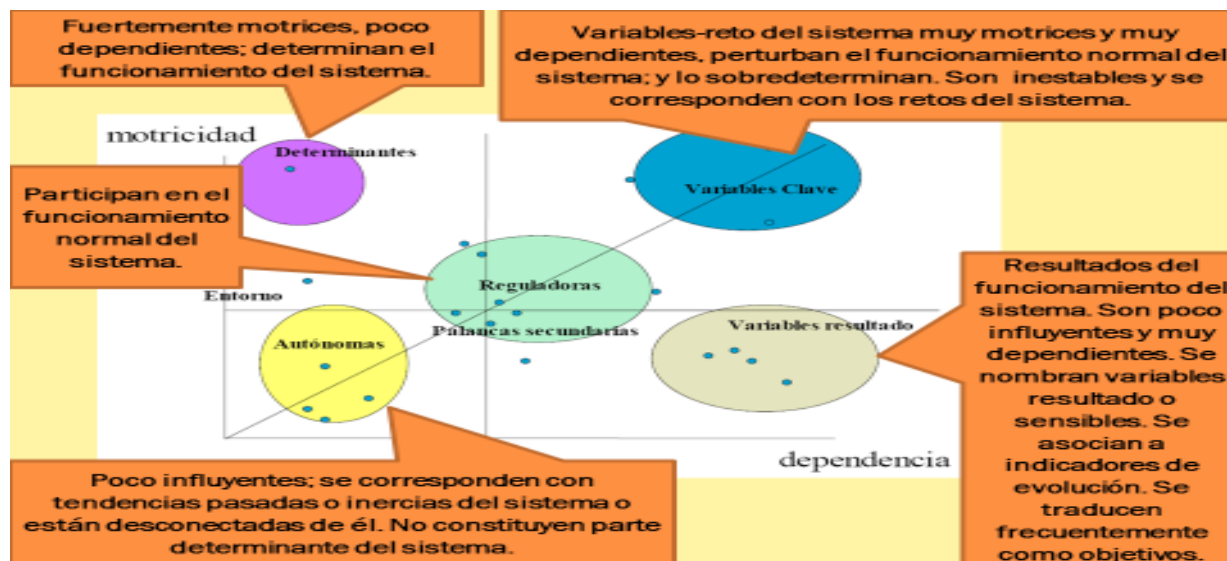 Fuertemente motrices, poco
dependientes; determinan el
funcionamiento del sistema.
Variables-reto del sistema muy motrices y muy
dependientes, perturban el funcionamiento normal del
sistema; y lo sobredeterminan. Son inestables y se
corresponden con los retos del sistema.
motricidad
Determinantes
Variables Clave
Participan en el
funcionamiento
normal del
sistema.
Reguladoras
Entorno
Palancas secundarias
Variables resultado
Autónomas
Resultados del
funcionamiento del
sistema. Son poco
influyentes y muy
dependientes. Se
nombran variables
resultado o
sensibles. Se
asocian a
indicadores de
evolución. Se
traducen
frecuentemente
como objetivos.
dependencia
Poco influyentes; se corresponden con
tendencias pasadas o inercias del sistema o
están desconectadas de él. No constituyen parte
determinante del sistema.